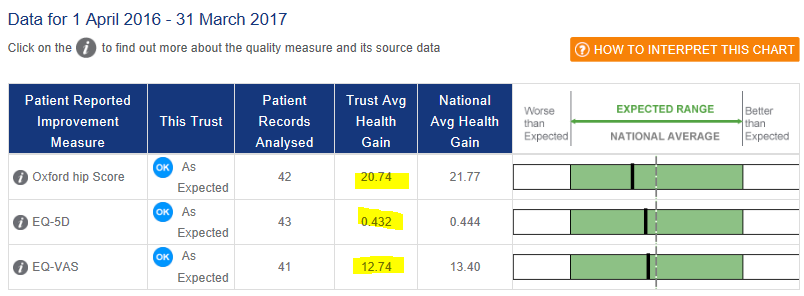 Data for 1 April 2016 - 31 March 2017
Click on the i to find out more about the quality measure and its source data
? HOW TO INTERPRET THIS CHART
Patient Reported
Improvement
Measure
This Trust
Patient
Records
Analysed
Trust Avg
Health
Gain
National
Avg Health
Gain
Worse
than
Expected
EXPECTED RANGE
NATIONAL AVERAGE
Better
than
Expected
i Oxford hip Score
OK As
Expected
42
20.74
21.77
i EQ-5D
OK As
Expected
43
0.432
0.444
i EQ-VAS
OK As
Expected
41
12.74
13.40